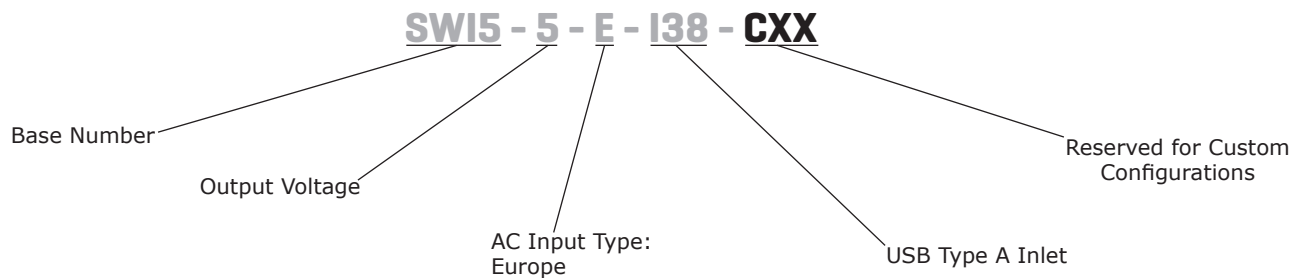 SWI5 - 5 - E - I38 - CXX
Base Number
Output Voltage
AC Input Type:
Europe
USB Type A Inlet
Reserved for Custom
Configurations